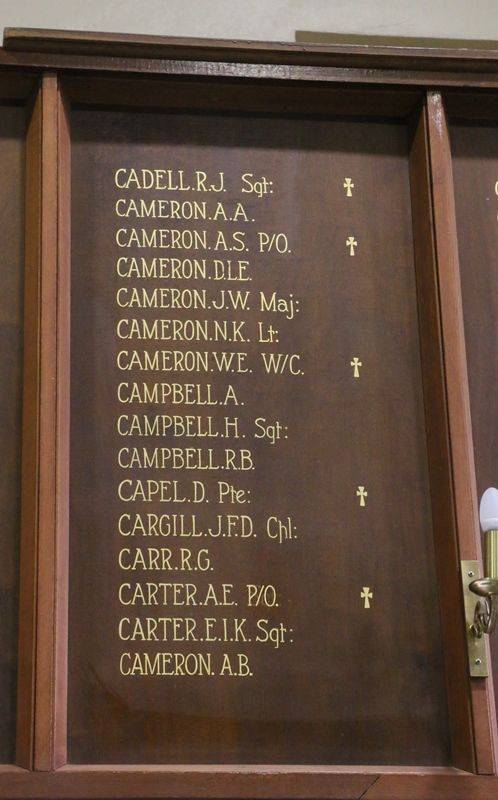 CADELL.R.J. Sgt: ✝
CAMERON.A.A.
CAMERON.A.S. P/O. ✝
CAMERON.D.I.E.
CAMERON.J.W. Maj:
CAMERON.N.K. Lt:
CAMERON.W.E. W/C. ✝
CAMPBELL.A.
CAMPBELL.H. Sgt:
CAMPBELL.R.B.
CAPEL.D. Pte: ✝
CARGILL.J.F.D. Chl:
CARR.R.G.
CARTER.A.E. P/O. ✝
CARTER.E.I.K. Sgt:
CAMERON. A.B.